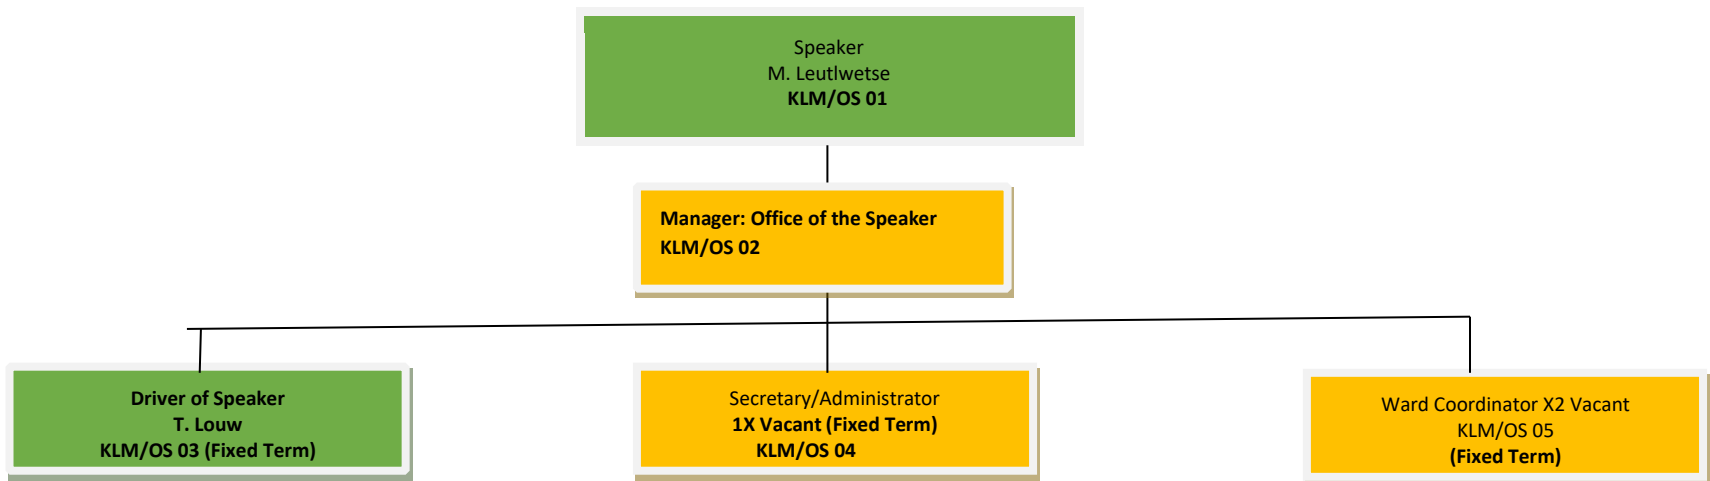 Speaker
M. Leutlwetse
KLM/OS 01
Manager: Office of the Speaker
KLM/OS 02
Driver of Speaker
T. Louw
KLM/OS 03 (Fixed Term)
Secretary/Administrator
1X Vacant (Fixed Term)
KLM/OS 04
Ward Coordinator X2 Vacant
KLM/OS 05
(Fixed Term)